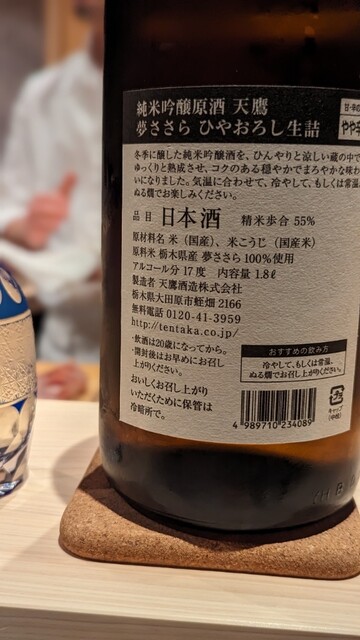 純米吟醸原酒 天鷹
夢ささら ひやおろし生詰
冬季に醸した純米吟醸酒を、ひんやりと涼しい蔵の中で
ゆっくりと熟成させ、コクのある穏やかでまろやかな味わ
いになりました。気温に合わせて、冷やして、もしくは常温、
ぬる燗でお楽しみください。
品目 日本酒 精米歩合 55%
原材料名 米（国産）、米こうじ（国産米）
原料米 栃木県産 夢ささら100%使用
アルコール分 17度 内容量 1.8ℓ
製造者 天鷹酒造株式会社
栃木県大田原市蛭畑 2166
無料電話 0120-41-3959
http://tentaka.co.jp/
・飲酒は20歳になってから。
・開封後はお早めにお召し
上がりください。
おいしくお召し上がり
いただくために保管は
冷暗所で。
おすすめの飲み方
冷やして、もしくは常温、
ぬる燗でお召し上がりください。
4 989710 234089
キャップ